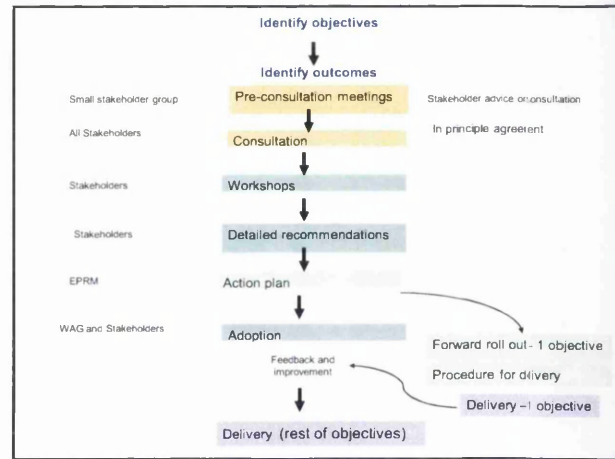 Identify objectives
Identify outcomes
Small stakeholder group
Pre-consultation meetings
Stakeholder advice on consultation
All Stakeholders
Consultation
In principle agreement
Stakeholders
Workshops
Stakeholders
Detailed recommendations
EPRM
Action plan
WAG and Stakeholders
Adoption
Forward roll out - 1 objective
Feedback and
improvement
Procedure for delivery
Delivery –1 objective
Delivery (rest of objectives)